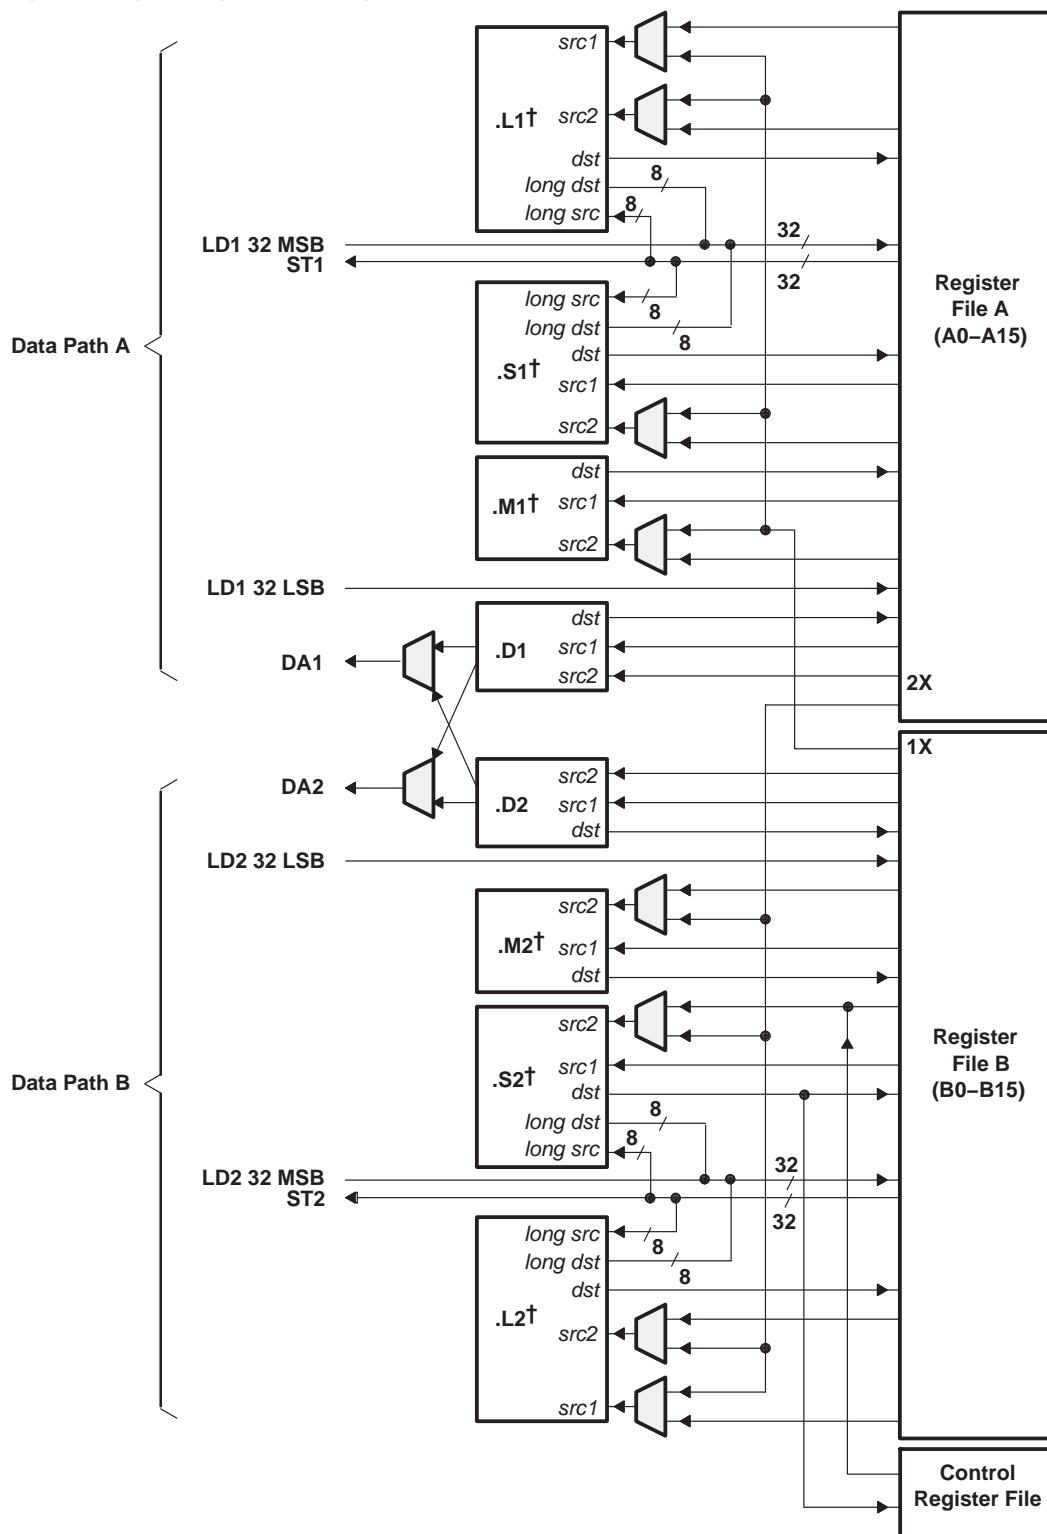 src1
.L1†
src2
dst
8
long dst
8
long src
LD1 32 MSB
32
ST1
32
Register
File A
(A0–A15)
long src
8
long dst
8
Data Path A
dst
.S1†
src1
src2
dst
.M1†
src1
src2
LD1 32 LSB
dst
.D1
src1
DA1
src2
2X
1X
DA2
src2
.D2
src1
dst
LD2 32 LSB
src2
.M2†
src1
dst
src2
Register
File B
(B0–B15)
src1
.S2†
Data Path B
dst
8
long dst
8
long src
LD2 32 MSB
32
ST2
32
long src
8
long dst
8
dst
.L2†
src2
src1
Control
Register File